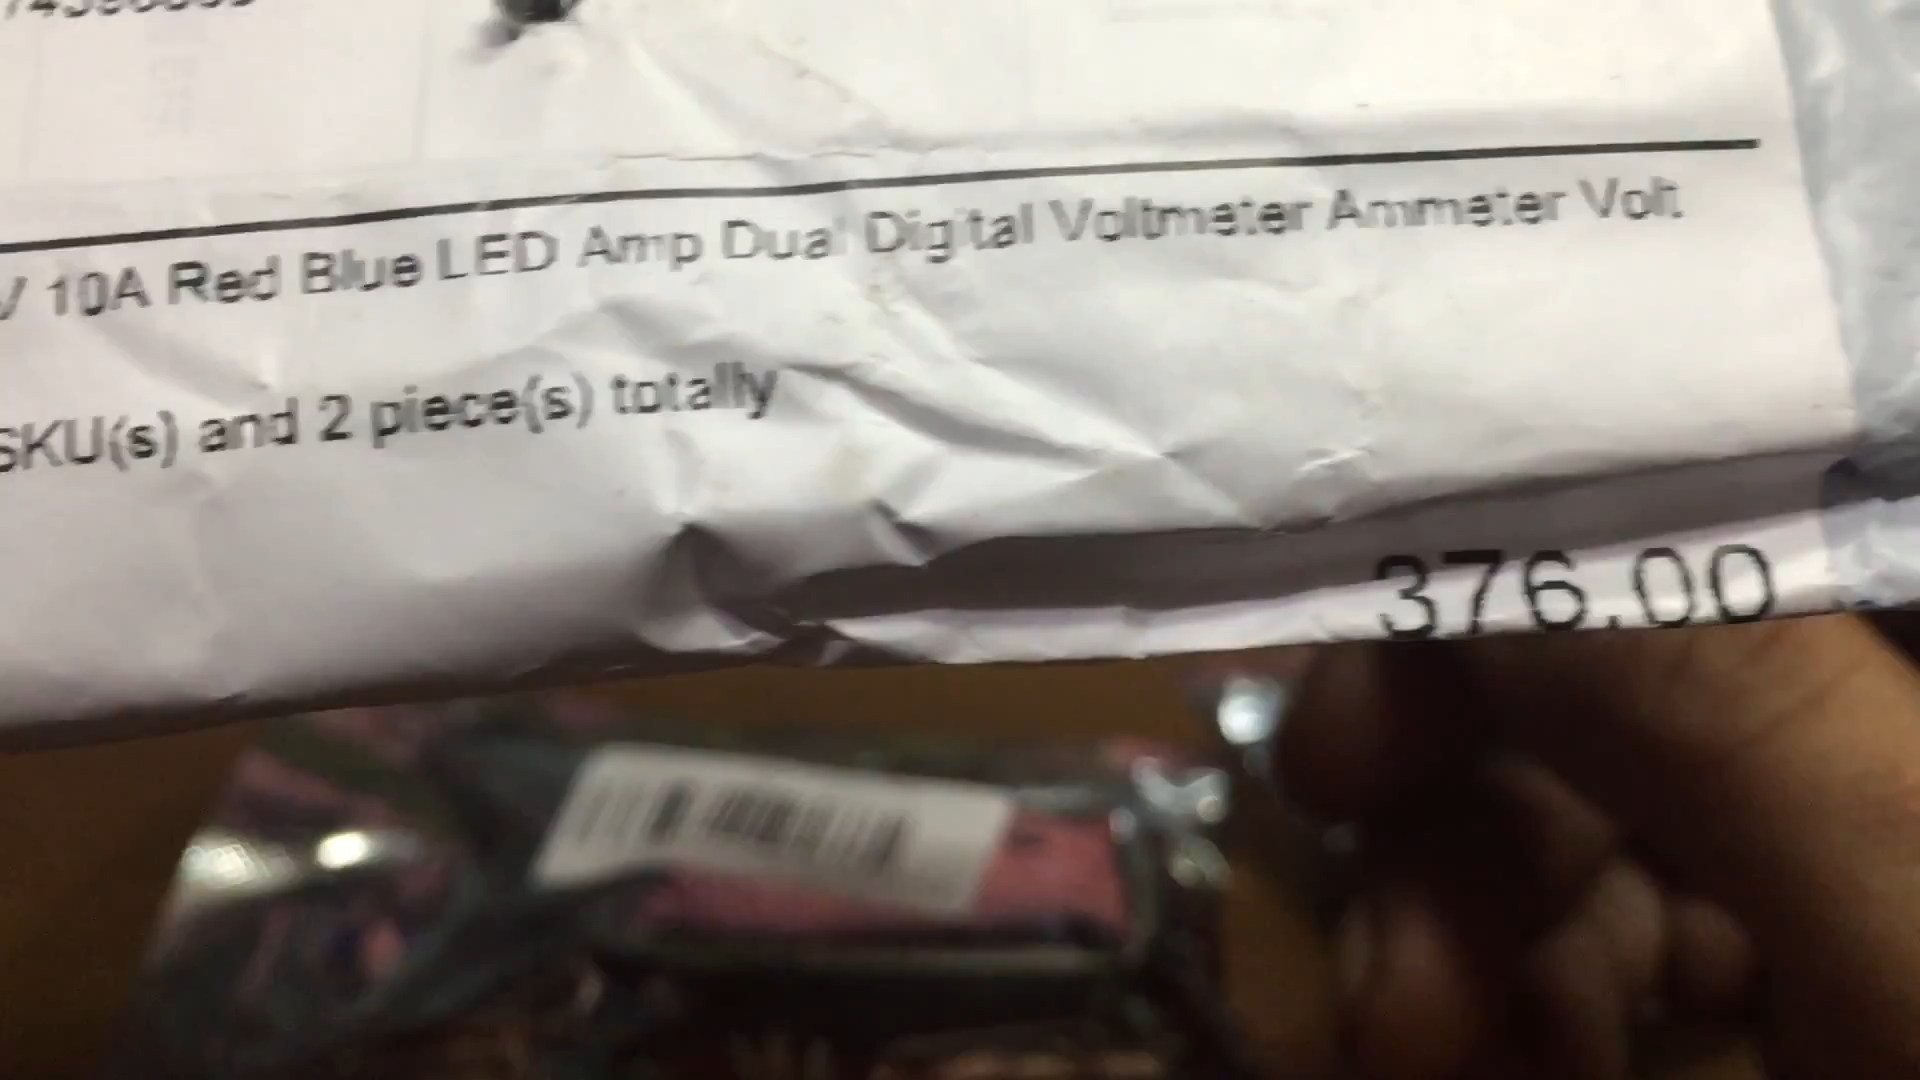 V 10A Red Blue LED Amp Dual Digital Voltmeter Ammeter Volt
SKU(s) and 2 piece(s) totally
376.00